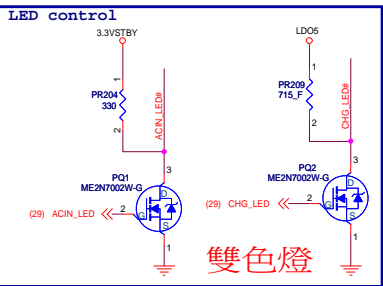 LED control
3.3VSTBY
LDO5
1
1
PR204
330
PR209
715_F
2
2
ACIN_LED#
CHG_LED#
3
3
PQ1
ME2N7002W-G
PQ2
ME2N7002W-G
D
D
(29) ACIN_LED
2
G
(29) CHG_LED
2
G
S
S
1
1
雙色燈